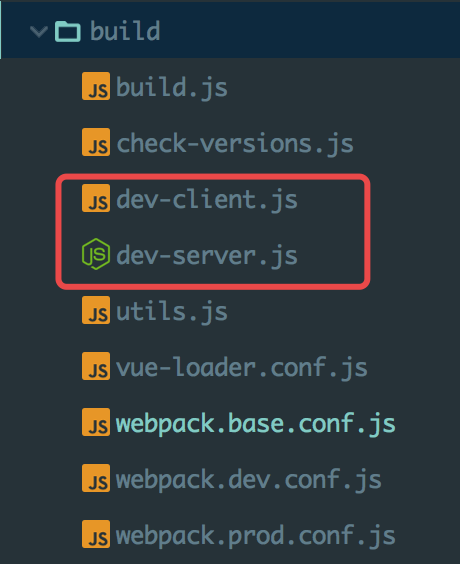 build
JS build.js
JS check-versions.js
JS dev-client.js
JS dev-server.js
JS utils.js
JS vue-loader.conf.js
JS webpack.base.conf.js
JS webpack.dev.conf.js
JS webpack.prod.conf.js